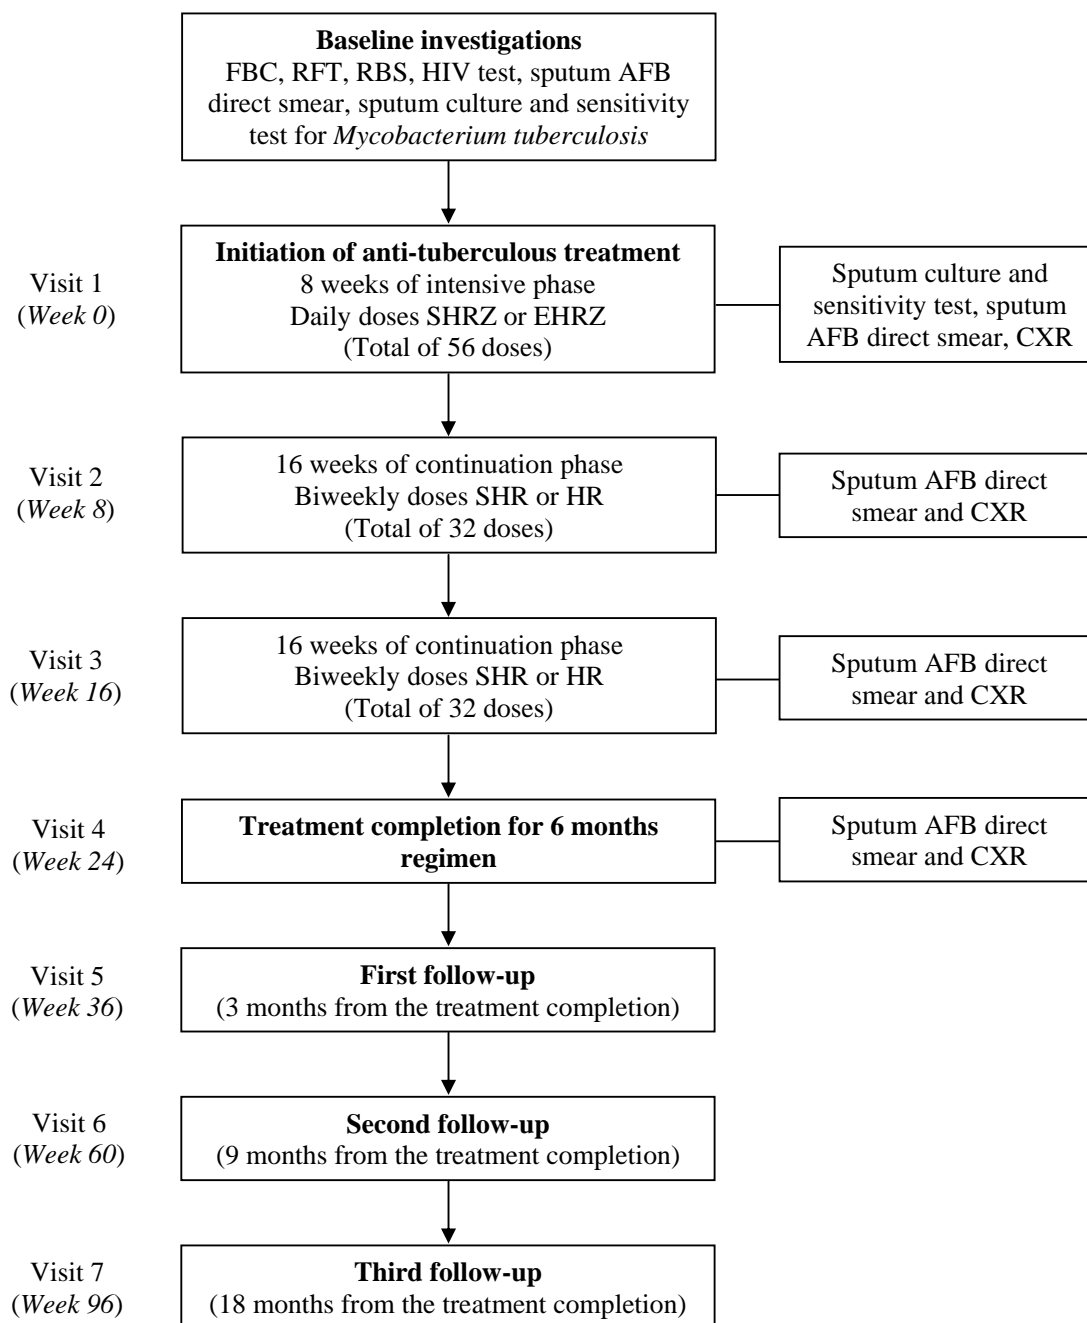 Baseline investigations
FBC, RFT, RBS, HIV test, sputum AFB
direct smear, sputum culture and sensitivity
test for Mycobacterium tuberculosis
Visit 1
(Week 0)
Initiation of anti-tuberculous treatment
8 weeks of intensive phase
Daily doses SHRZ or EHRZ
(Total of 56 doses)
Sputum culture and
sensitivity test, sputum
AFB direct smear, CXR
Visit 2
(Week 8)
16 weeks of continuation phase
Biweekly doses SHR or HR
(Total of 32 doses)
Sputum AFB direct
smear and CXR
Visit 3
(Week 16)
16 weeks of continuation phase
Biweekly doses SHR or HR
(Total of 32 doses)
Sputum AFB direct
smear and CXR
Visit 4
(Week 24)
Treatment completion for 6 months
regimen
Sputum AFB direct
smear and CXR
Visit 5
(Week 36)
First follow-up
(3 months from the treatment completion)
Visit 6
(Week 60)
Second follow-up
(9 months from the treatment completion)
Visit 7
(Week 96)
Third follow-up
(18 months from the treatment completion)